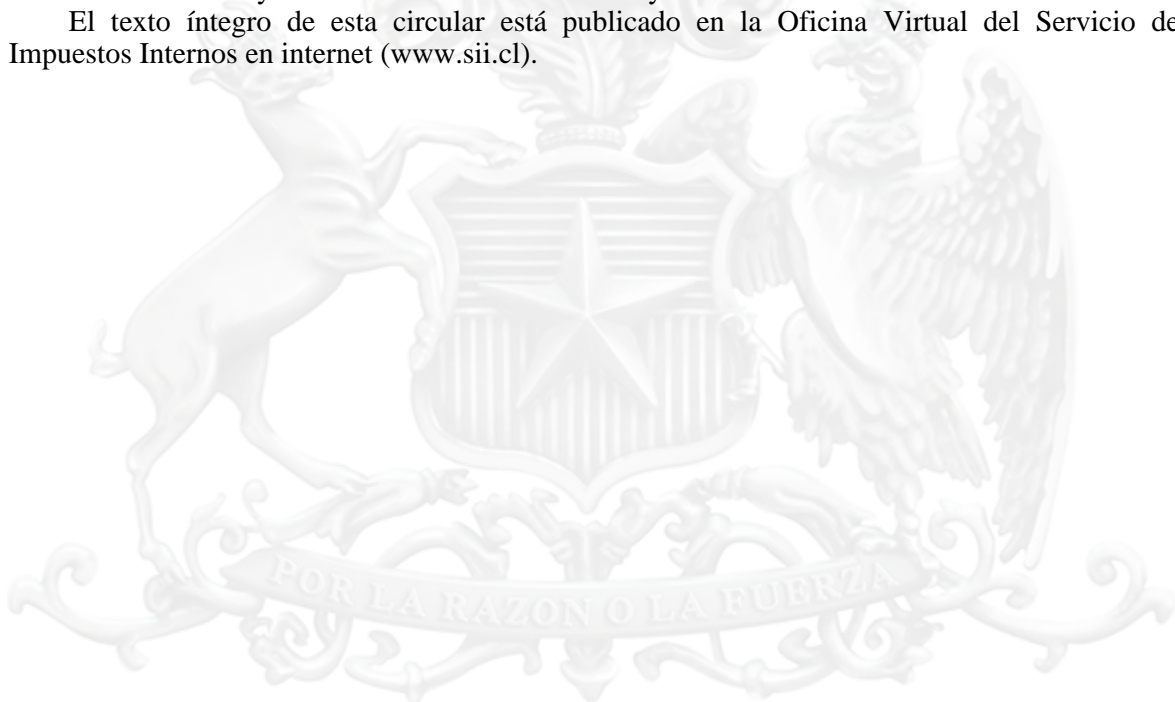 El texto íntegro de esta circular está publicado en la Oficina Virtual del Servicio de
Impuestos Internos en internet (www.sii.cl).
POR LA RAZON O LA FUERZA